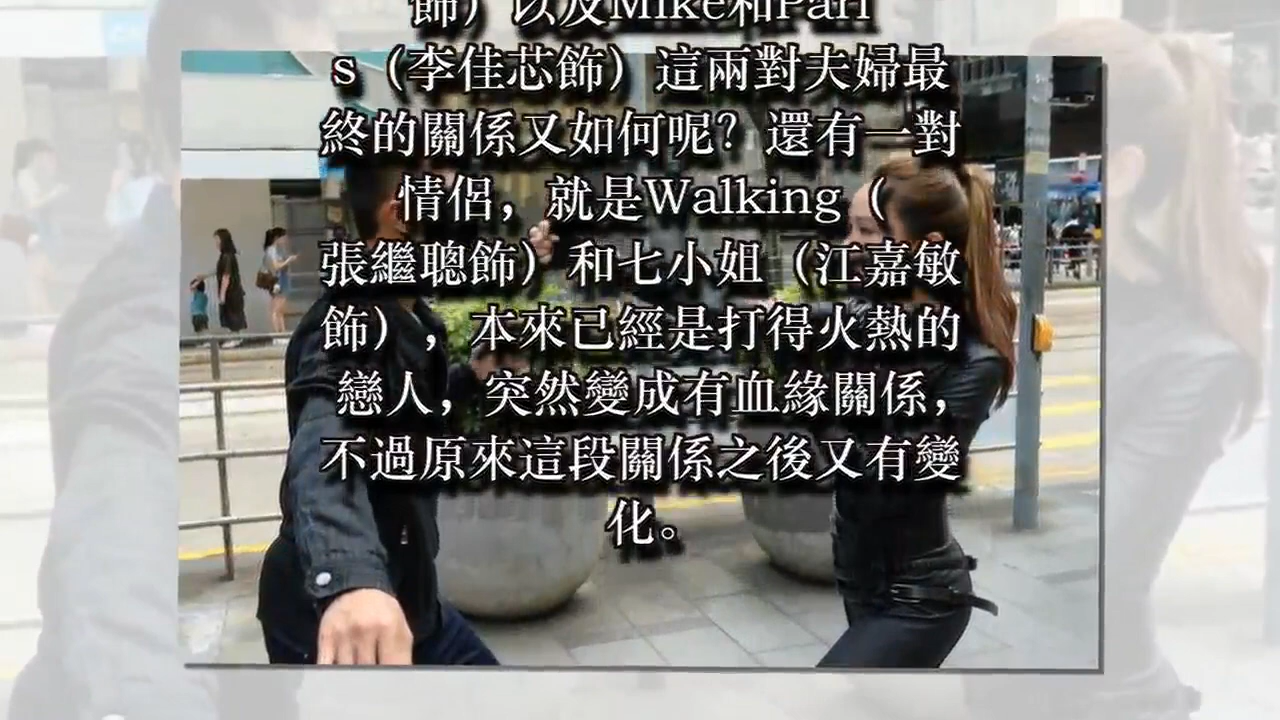 飾）以及Mike和Pari
s（李佳芯飾）這兩對夫婦最
終的關係又如何呢？還有一對
情侶，就是Walking（
張繼聰飾）和七小姐（江嘉敏
飾），本來已經是打得火熱的
戀人，突然變成有血緣關係，
不過原來這段關係之後又有變
化。